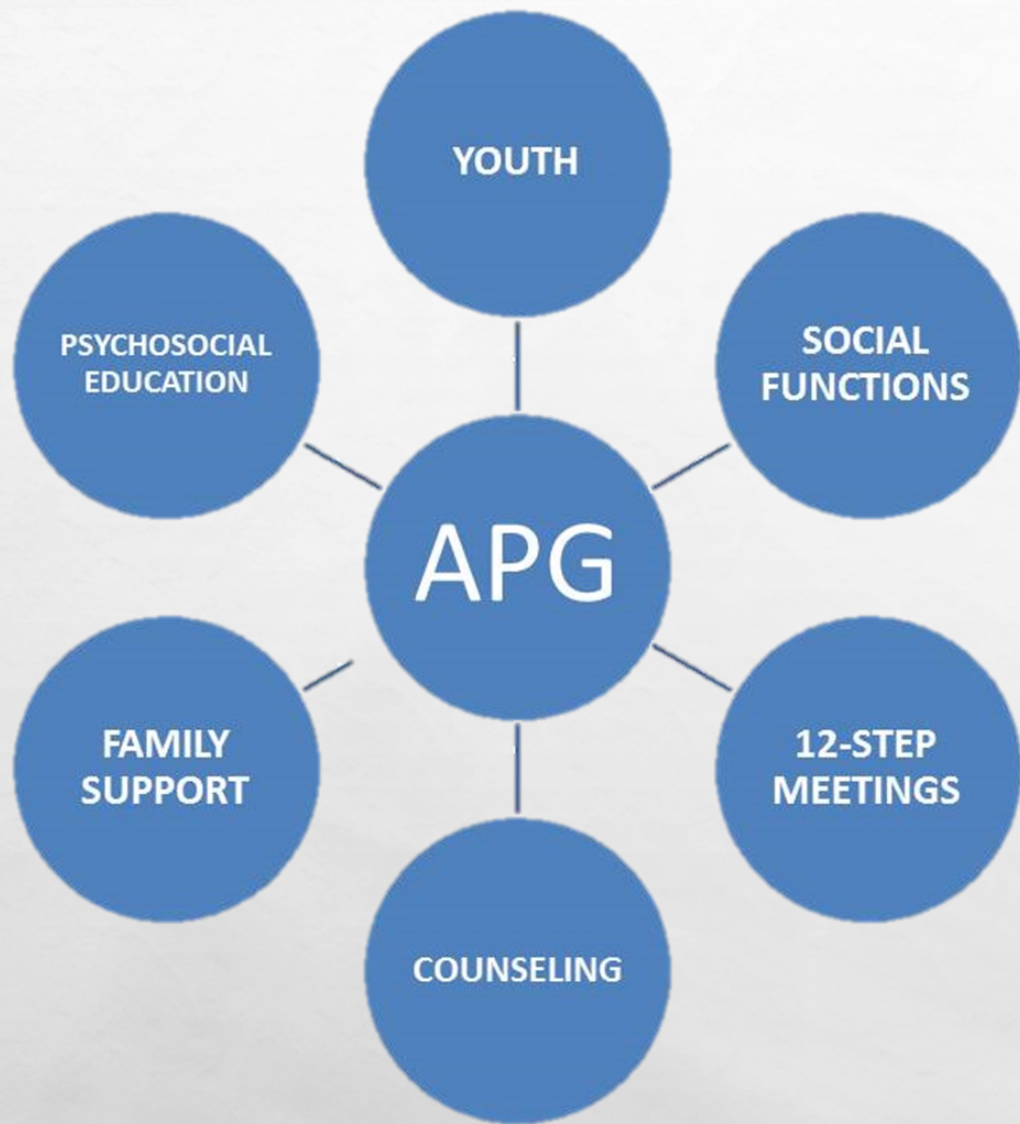 YOUTH
PSYCHOSOCIAL
EDUCATION
SOCIAL
FUNCTIONS
APG
FAMILY
SUPPORT
12-STEP
MEETINGS
COUNSELING